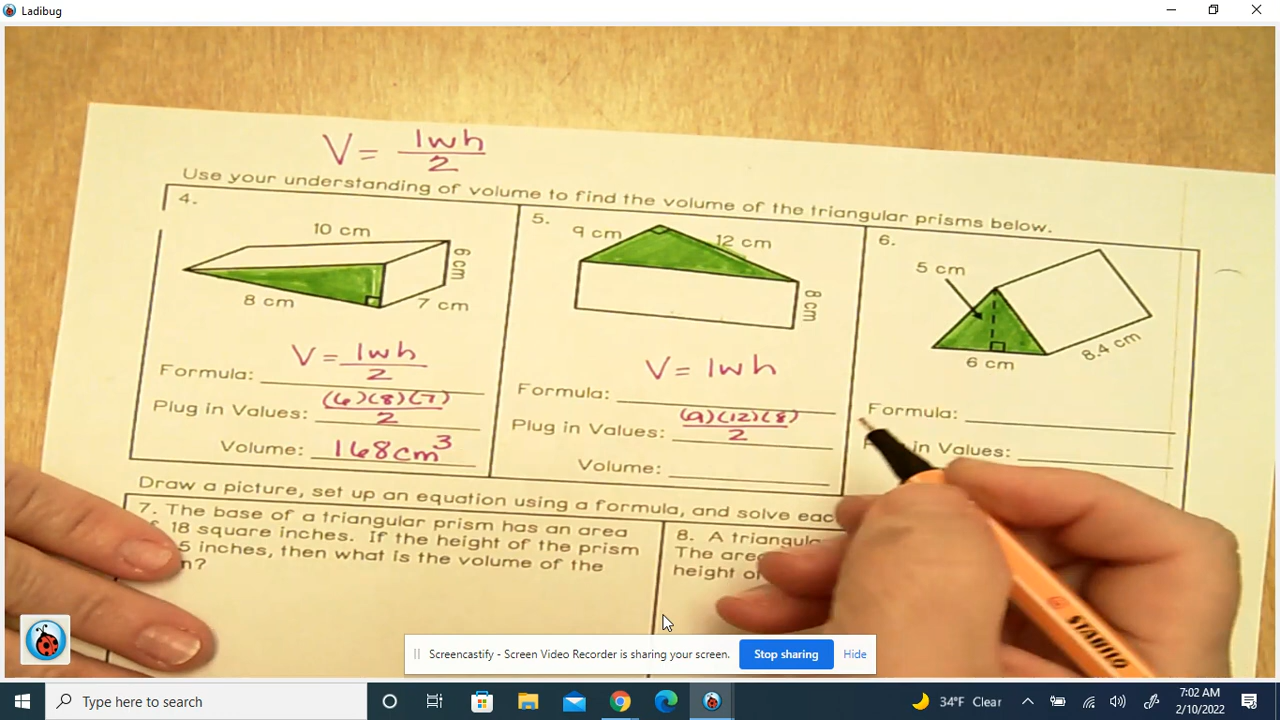 Ladibug
V = lwh
2
Use your understanding of volume to find the volume of the triangular prisms below.
4.
10 cm
6 cm
8 cm
7 cm
V = lwh
2
Formula:
Plug in Values: (6)(8)(7)
2
Volume: 168cm³
5.
9 cm
12 cm
8 cm
V = lwh
Formula:
Plug in Values: (9)(12)(8)
2
Volume:
6.
5 cm
6 cm
8.4 cm
Formula:
in Values:
Draw a picture, set up an equation using a formula, and solve
7. The base of a triangular prism has an area
18 square inches. If the height of the prism
5 inches, then what is the volume of the
8. A
The
height
STABILO
Screencastify - Screen Video Recorder is sharing your screen.
Stop sharing
Hide
Type here to search
34°F Clear
7:02 AM
2/10/2022